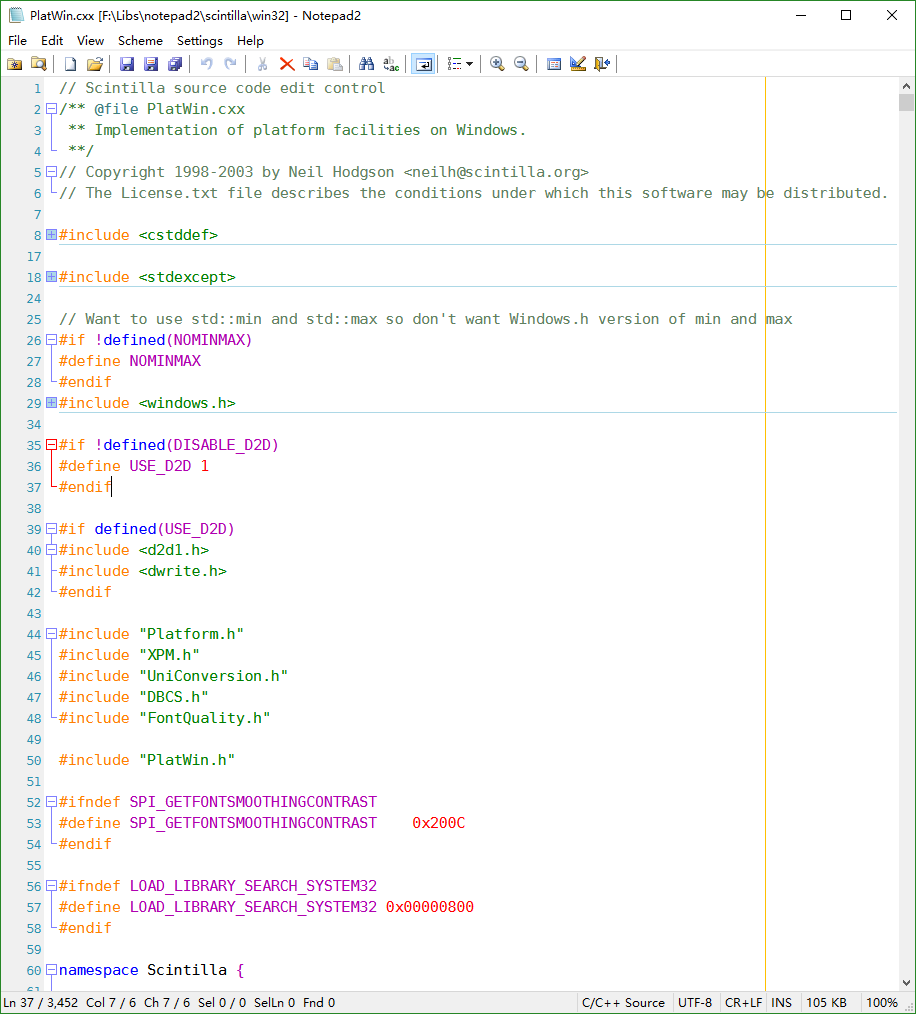 PlatWin.cxx [F:\Libs\notepad2\scintilla\win32] - Notepad2
File Edit View Scheme Settings Help
1 // Scintilla source code edit control
2 /** @file PlatWin.cxx
3 ** Implementation of platform facilities on Windows.
4 **/
5 // Copyright 1998-2003 by Neil Hodgson <neilh@scintilla.org>
6 // The License.txt file describes the conditions under which this software may be distributed.
7
8 #include <cstddef>
17
18 #include <stdexcept>
24
25 // Want to use std::min and std::max so don't want Windows.h version of min and max
26 #if !defined(NOMINMAX)
27 #define NOMINMAX
28 #endif
29 #include <windows.h>
34
35 #if !defined(DISABLE_D2D)
36 #define USE_D2D 1
37 #endif
38
39 #if defined(USE_D2D)
40 #include <d2d1.h>
41 #include <dwrite.h>
42 #endif
43
44 #include "Platform.h"
45 #include "XPM.h"
46 #include "UniConversion.h"
47 #include "DBCS.h"
48 #include "FontQuality.h"
49
50 #include "PlatWin.h"
51
52 #ifndef SPI_GETFONTSMOOTHINGCONTRAST
53 #define SPI_GETFONTSMOOTHINGCONTRAST    0x200C
54 #endif
55
56 #ifndef LOAD_LIBRARY_SEARCH_SYSTEM32
57 #define LOAD_LIBRARY_SEARCH_SYSTEM32 0x00000800
58 #endif
59
60 namespace Scintilla {
61
Ln 37 / 3,452 Col 7 / 6 Ch 7 / 6 Sel 0 / 0 SelLn 0 Fnd 0 C/C++ Source UTF-8 CR+LF INS 105 KB 100%